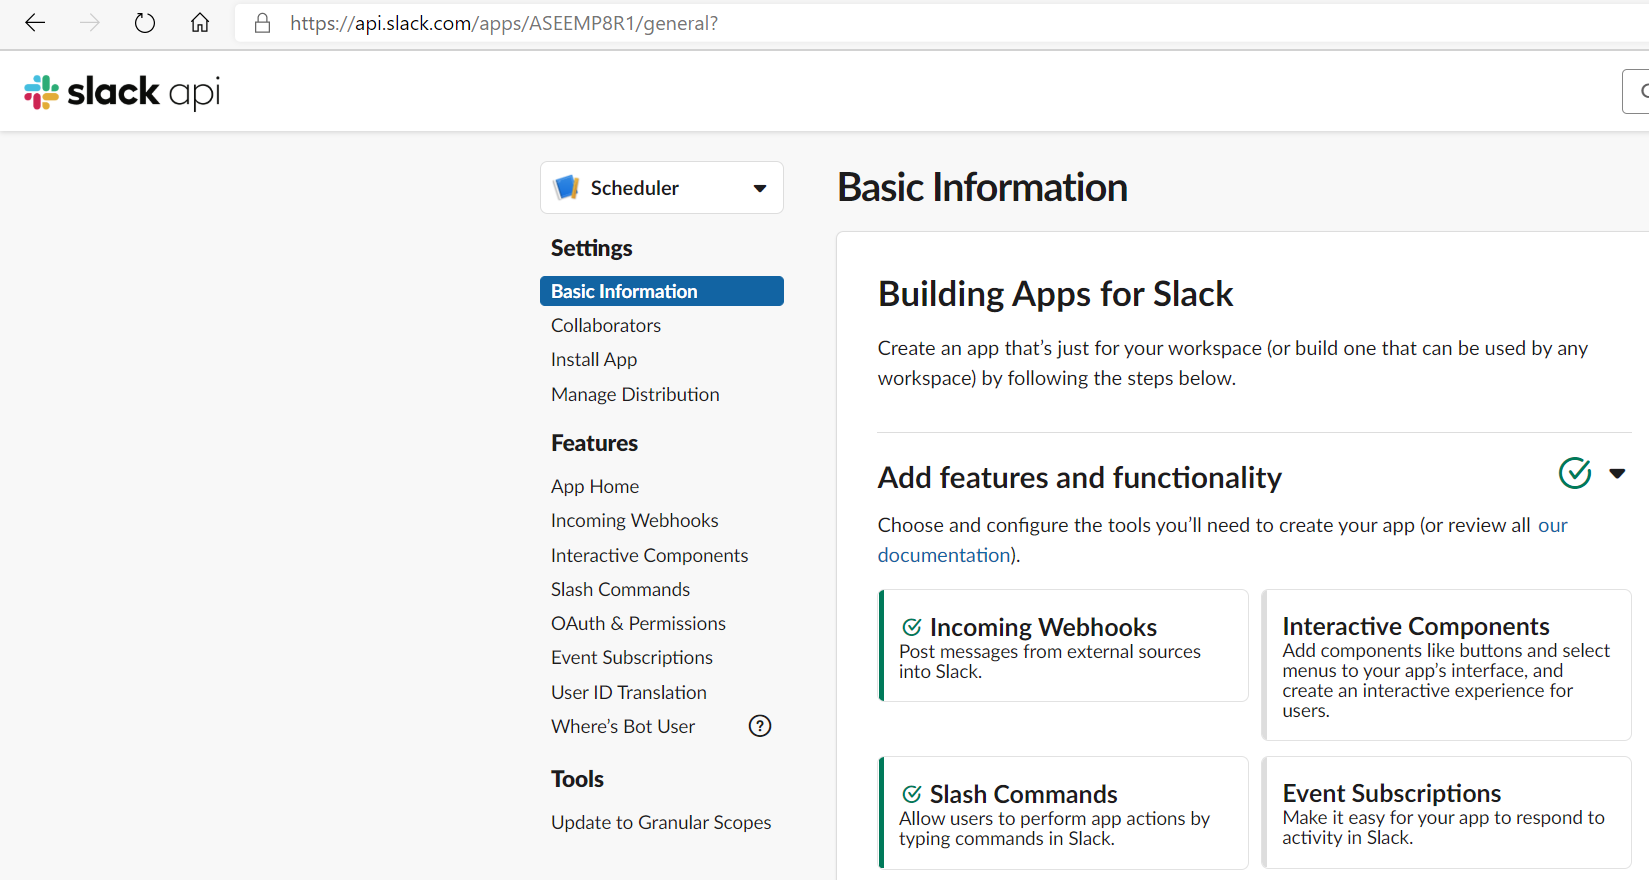 https://api.slack.com/apps/ASEEMP8R1/general?
slack api
Scheduler
Settings
Basic Information
Collaborators
Install App
Manage Distribution
Features
App Home
Incoming Webhooks
Interactive Components
Slash Commands
OAuth & Permissions
Event Subscriptions
User ID Translation
Where’s Bot User
?
Tools
Update to Granular Scopes
Basic Information
Building Apps for Slack
Create an app that’s just for your workspace (or build one that can be used by any
workspace) by following the steps below.
Add features and functionality
Choose and configure the tools you’ll need to create your app (or review all our
documentation).
Incoming Webhooks
Post messages from external sources
into Slack.
Interactive Components
Add components like buttons and select
menus to your app’s interface, and
create an interactive experience for
users.
Slash Commands
Allow users to perform app actions by
typing commands in Slack.
Event Subscriptions
Make it easy for your app to respond to
activity in Slack.